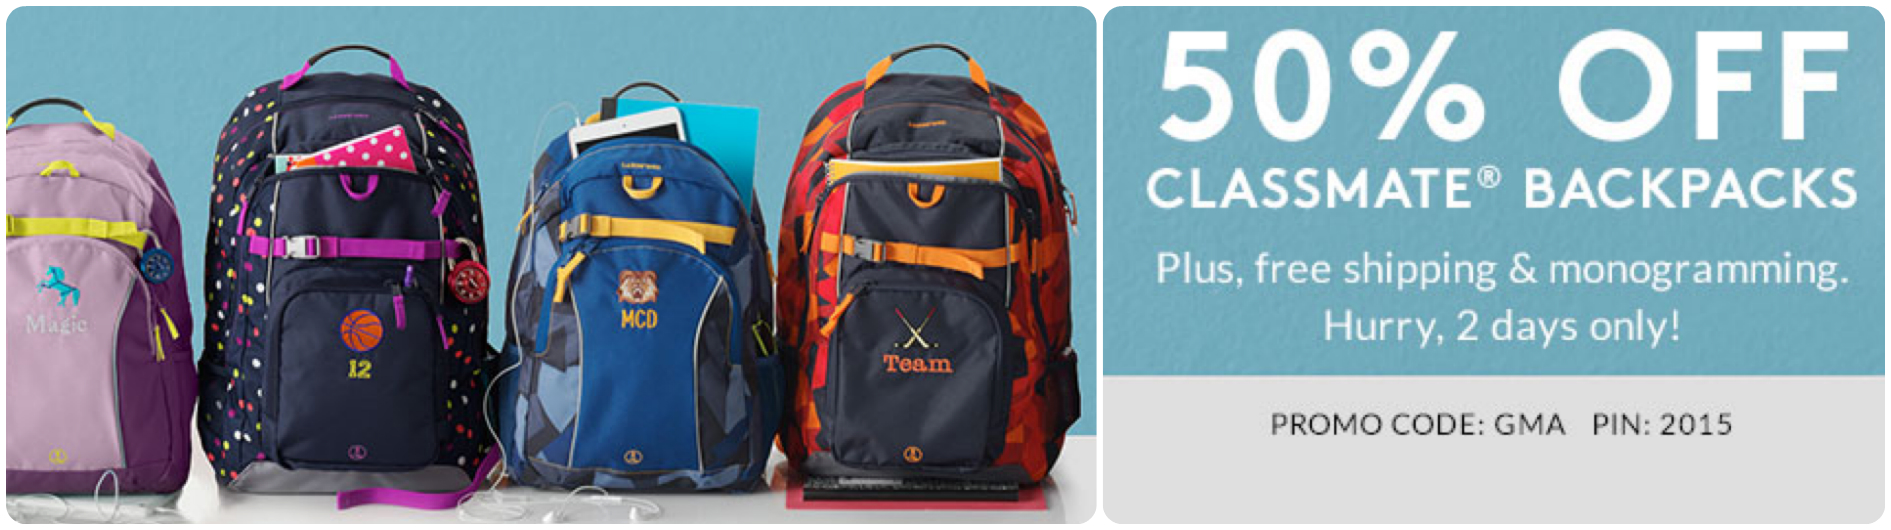 Magic
12
MCD
Team
50% OFF
CLASSMATE® BACKPACKS
Plus, free shipping & monogramming.
Hurry, 2 days only!
PROMO CODE: GMA PIN: 2015